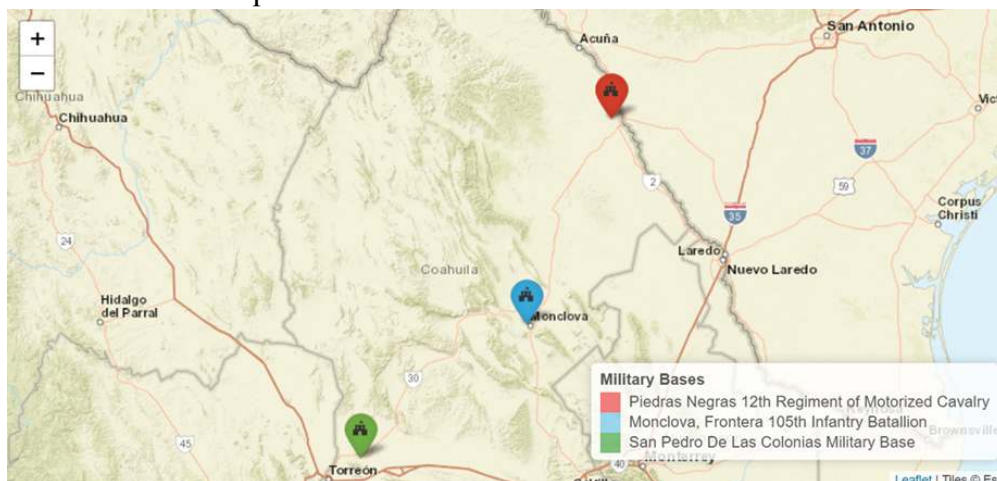 +
−
Acuña
San Antonio
Chihuahua
Chihuahua
37
2
59
35
Corpus
Christi
24
Laredo
Nuevo Laredo
Coahuila
Hidalgo
del Parral
Monclova
Military Bases
Piedras Negras 12th Regiment of Motorized Cavalry
Monclova, Frontera 105th Infantry Batallion
San Pedro De Las Colonias Military Base
30
Reynosa
Brownsville
45
40
Monterrey
Torreón
Leaflet | Tiles © Es